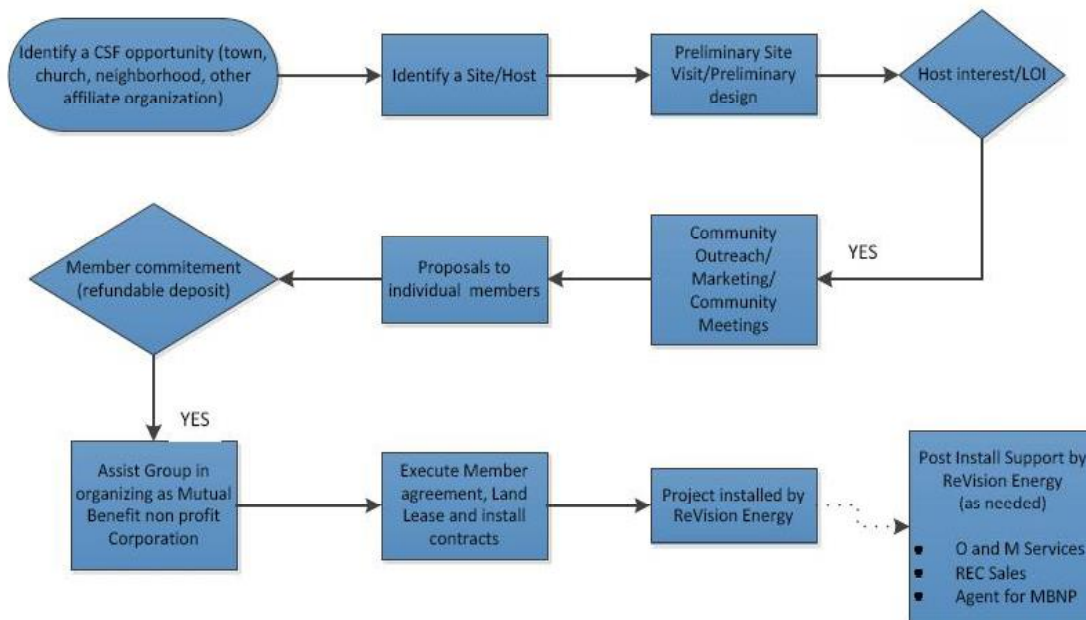 Identify a CSF opportunity (town,
church, neighborhood, other
affiliate organization)
Identify a Site/Host
Preliminary Site
Visit/Preliminary
design
Host interest/LOI
YES
Community
Outreach/
Marketing/
Community
Meetings
Proposals to
individual members
Member commitement
(refundable deposit)
YES
Assist Group in
organizing as Mutual
Benefit non profit
Corporation
Execute Member
agreement, Land
Lease and install
contracts
Project installed by
ReVision Energy
Post Install Support by
ReVision Energy
(as needed)
• O and M Services
• REC Sales
• Agent for MBNP